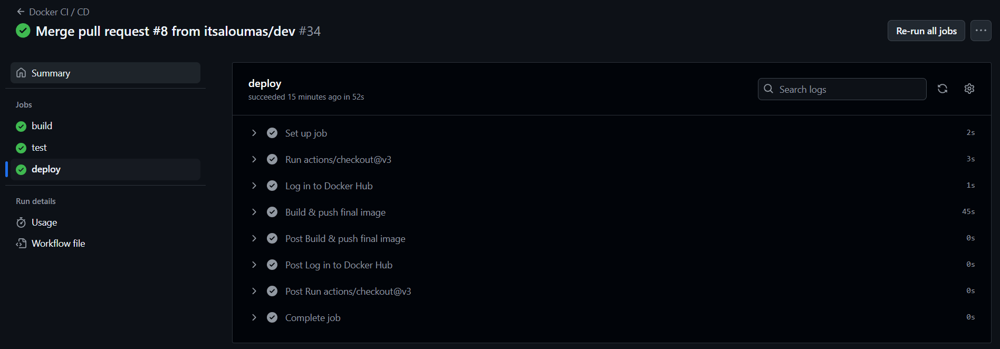 Docker CI / CD
Merge pull request #8 from itsaloumas/dev #34
Re-run all jobs
Summary
Jobs
build
test
deploy
Run details
Usage
Workflow file
deploy
succeeded 15 minutes ago in 52s
Search logs
Set up job 2s
Run actions/checkout@v3 3s
Log in to Docker Hub 1s
Build & push final image 45s
Post Build & push final image 0s
Post Log in to Docker Hub 0s
Post Run actions/checkout@v3 0s
Complete job 0s